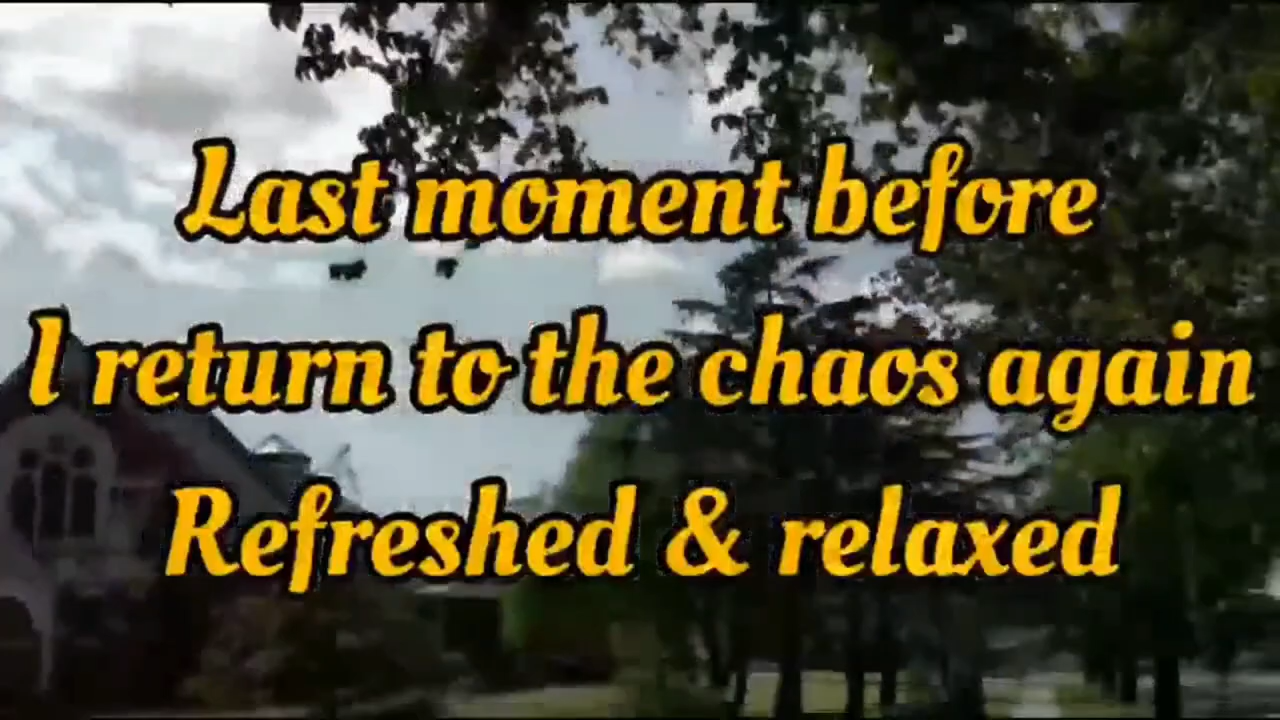 Last moment before
I return to the chaos again
Refreshed & relaxed